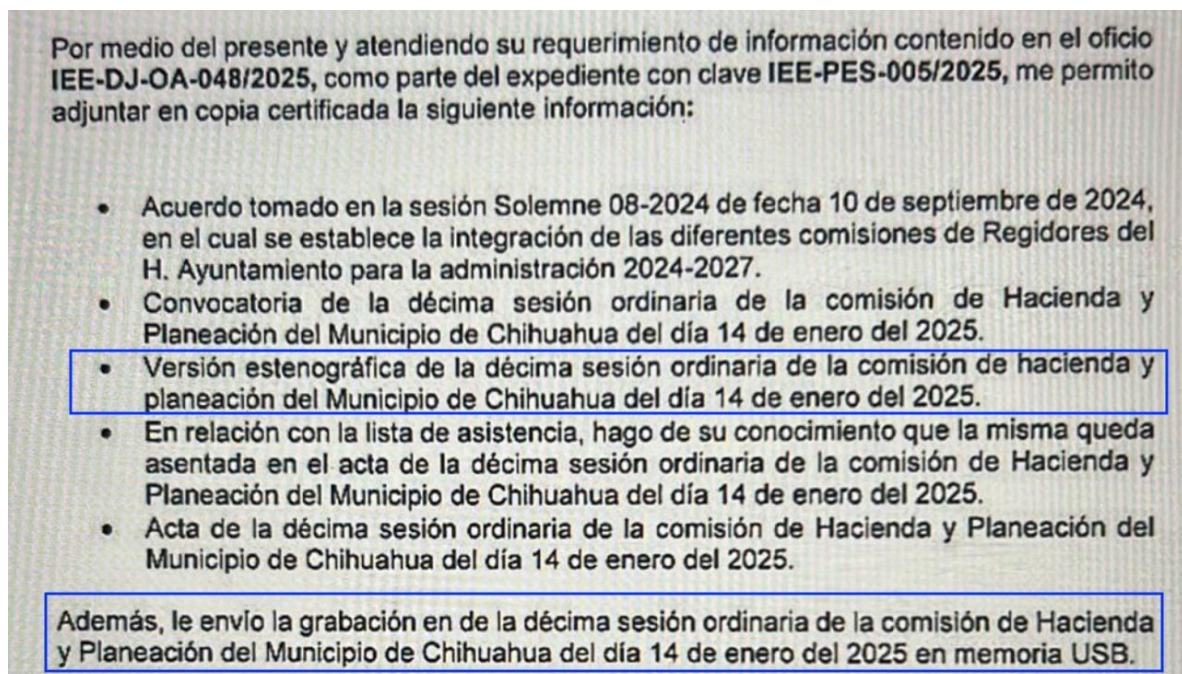 Por medio del presente y atendiendo su requerimiento de información contenido en el oficio
IEE-DJ-OA-048/2025, como parte del expediente con clave IEE-PES-005/2025, me permito
adjuntar en copia certificada la siguiente información:
• Acuerdo tomado en la sesión Solemne 08-2024 de fecha 10 de septiembre de 2024,
en el cual se establece la integración de las diferentes comisiones de Regidores del
H. Ayuntamiento para la administración 2024-2027.
• Convocatoria de la décima sesión ordinaria de la comisión de Hacienda y
Planeación del Municipio de Chihuahua del día 14 de enero del 2025.
• Versión estenográfica de la décima sesión ordinaria de la comisión de hacienda y
planeación del Municipio de Chihuahua del día 14 de enero del 2025.
• En relación con la lista de asistencia, hago de su conocimiento que la misma queda
asentada en el acta de la décima sesión ordinaria de la comisión de Hacienda y
Planeación del Municipio de Chihuahua del día 14 de enero del 2025.
• Acta de la décima sesión ordinaria de la comisión de Hacienda y Planeación del
Municipio de Chihuahua del día 14 de enero del 2025.
Además, le envío la grabación en de la décima sesión ordinaria de la comisión de Hacienda
y Planeación del Municipio de Chihuahua del día 14 de enero del 2025 en memoria USB.